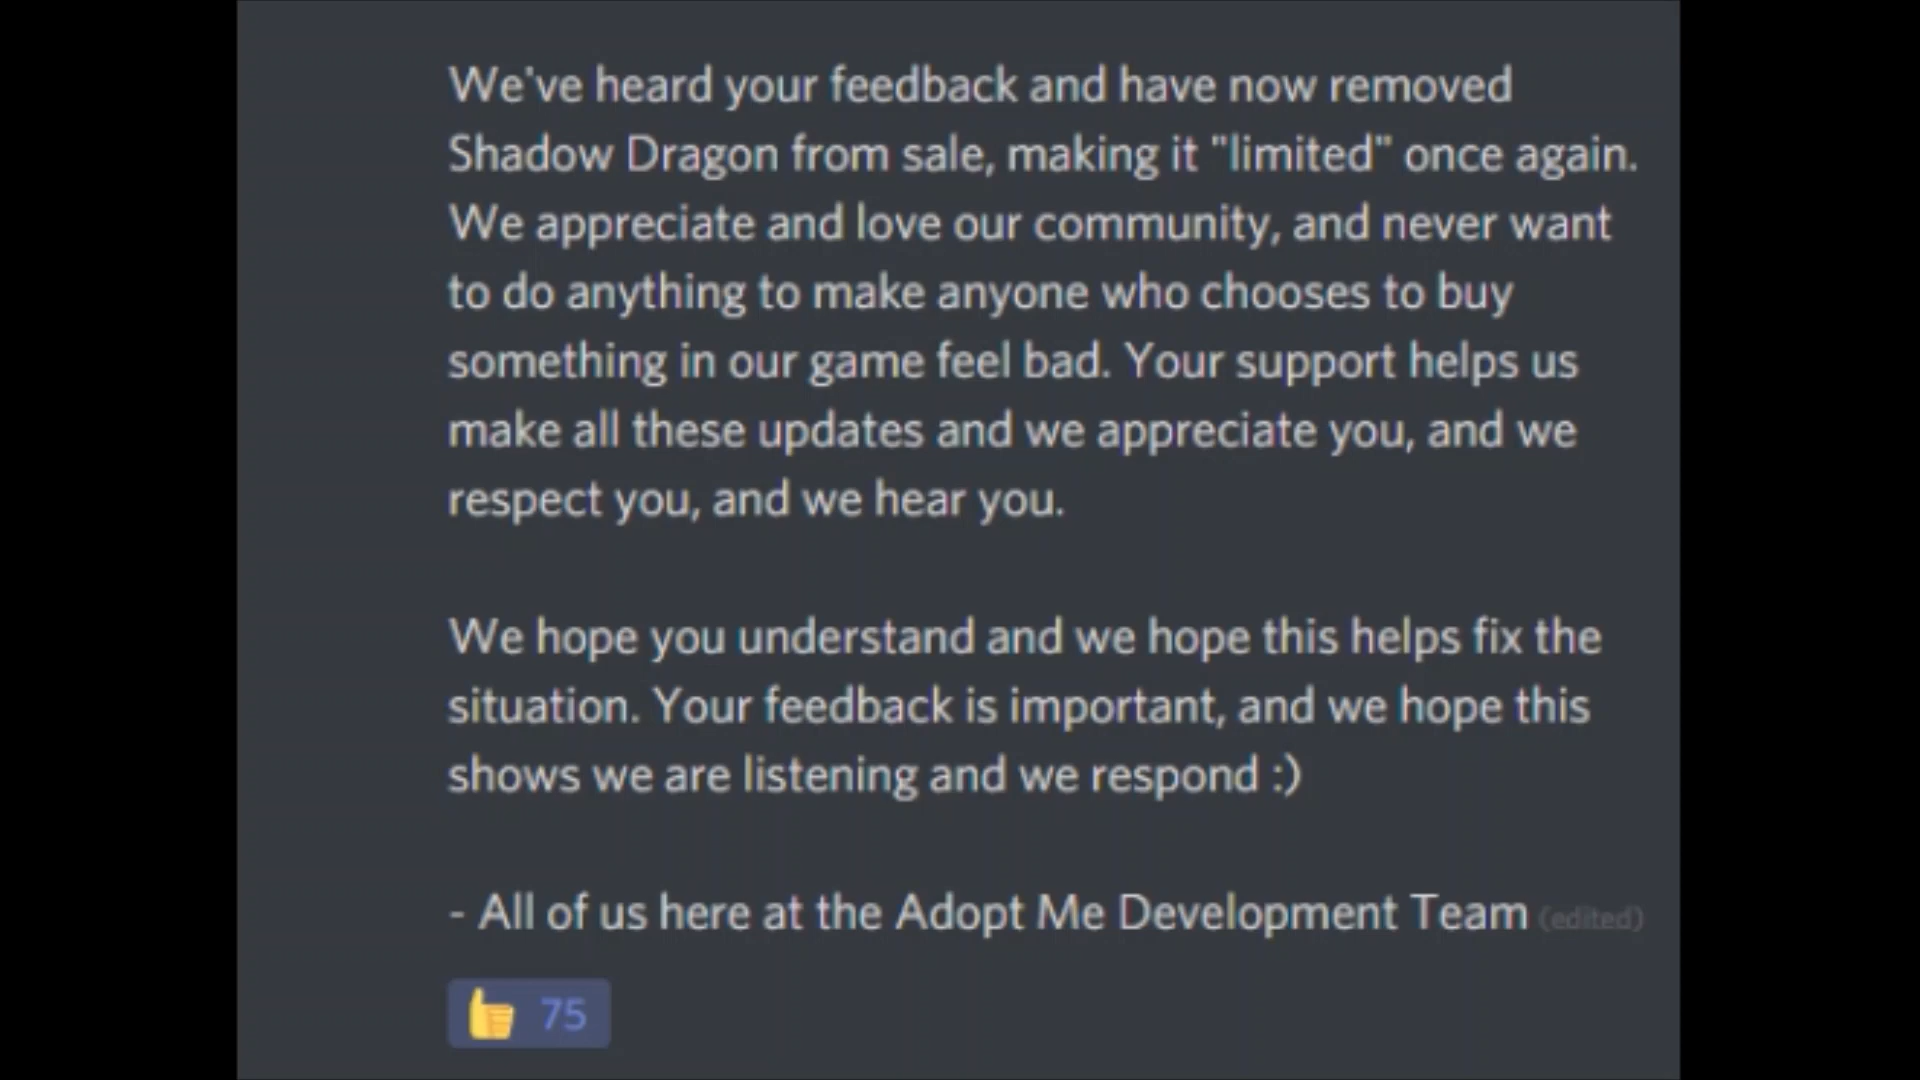 We've heard your feedback and have now removed
Shadow Dragon from sale, making it "limited" once again.
We appreciate and love our community, and never want
to do anything to make anyone who chooses to buy
something in our game feel bad. Your support helps us
make all these updates and we appreciate you, and we
respect you, and we hear you.
We hope you understand and we hope this helps fix the
situation. Your feedback is important, and we hope this
shows we are listening and we respond :)
- All of us here at the Adopt Me Development Team (edited)
👍 75